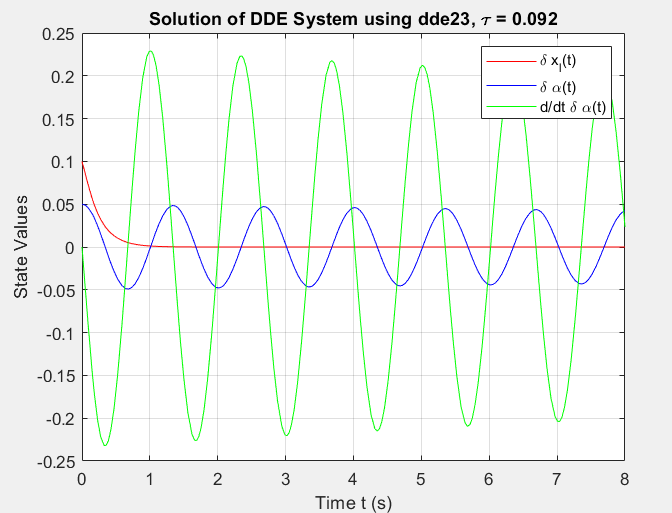 Solution of DDE System using dde23, τ = 0.092
0.25
0.2
0.15
0.1
0.05
0
-0.05
-0.1
-0.15
-0.2
-0.25
State Values
δ x_l(t)
δ α(t)
d/dt δ α(t)
0 1 2 3 4 5 6 7 8
Time t (s)